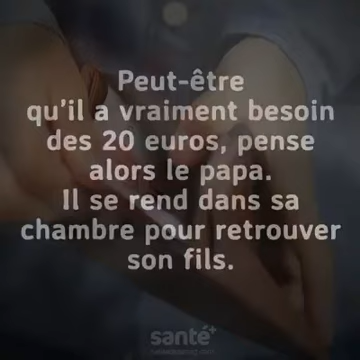 Peut-être
qu'il a vraiment besoin
des 20 euros, pense
alors le papa.
Il se rend dans sa
chambre pour retrouver
son fils.
santé+